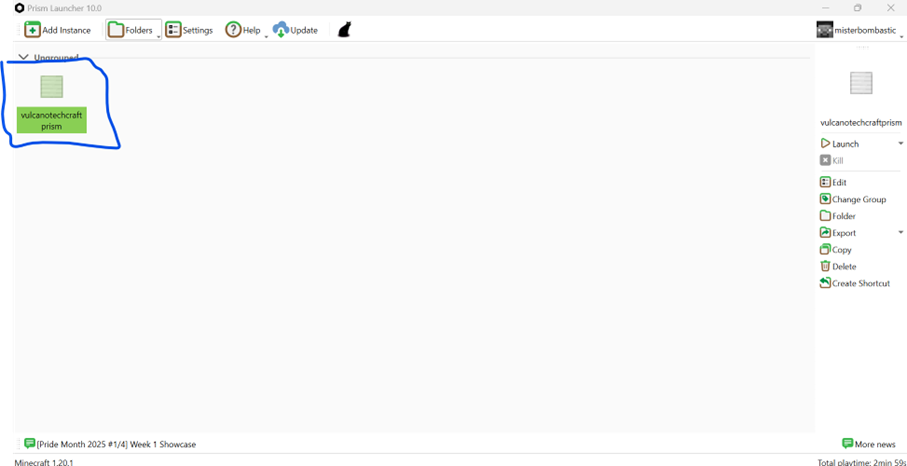 Prism Launcher 10.0
Add Instance Folders Settings Help Update misterbombastic
Ungrouped
vulcanotechcraft
prism
vulcanotechcraftprism
Launch
Kill
Edit
Change Group
Folder
Export
Copy
Delete
Create Shortcut
[Pride Month 2025 #1/4] Week 1 Showcase More news
Minecraft 1.20.1 Total playtime: 2min 59s